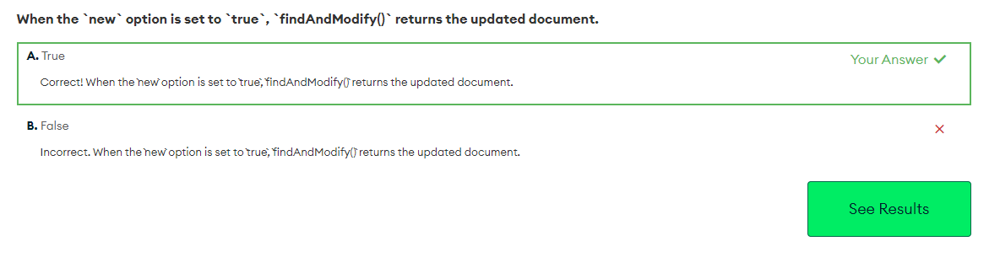 When the `new` option is set to `true`, `findAndModify()` returns the updated document.
A. True
Your Answer ✓
Correct! When the `new` option is set to `true`, `findAndModify()` returns the updated document.
B. False
Incorrect. When the `new` option is set to `true`, `findAndModify()` returns the updated document.
See Results